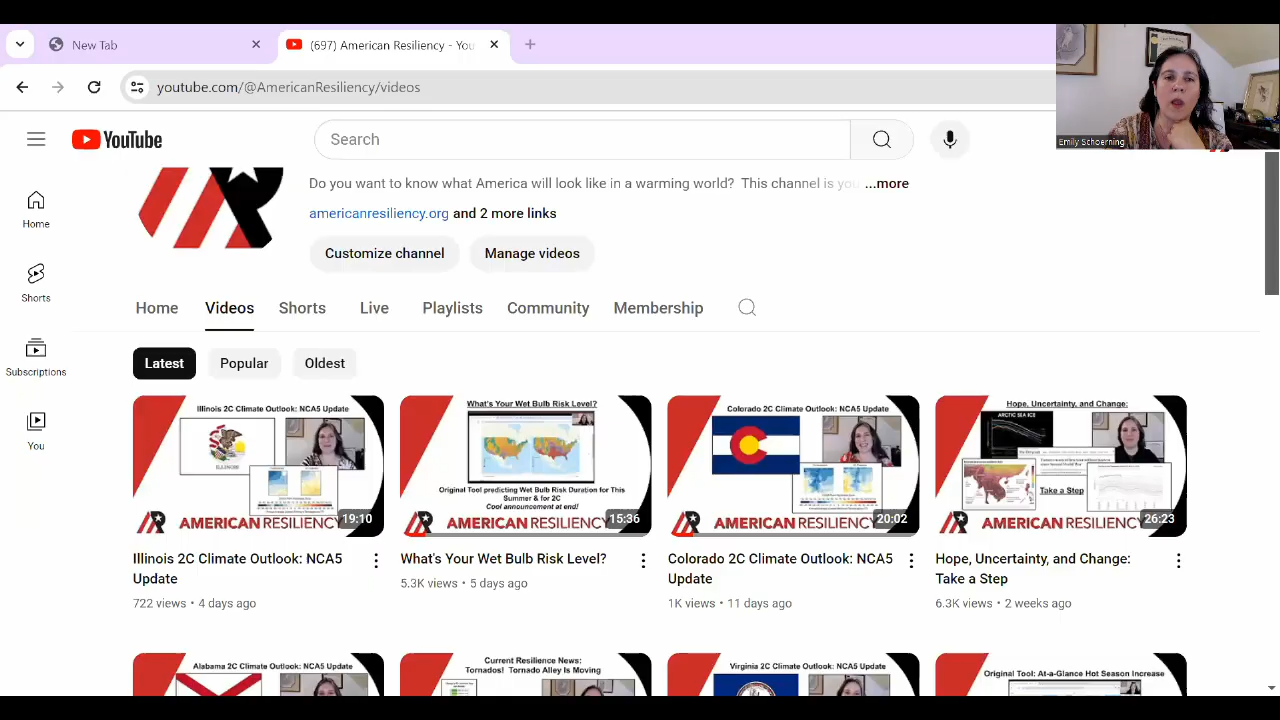 New Tab
(697) American Resiliency - You
youtube.com/@AmericanResiliency/videos
Emily Schoerning
YouTube
Search
Do you want to know what America will look like in a warming world? This channel is you ...more
americanresiliency.org and 2 more links
Customize channel
Manage videos
Home
Shorts
Subscriptions
You
Home Videos Shorts Live Playlists Community Membership
Latest Popular Oldest
Illinois 2C Climate Outlook: NCA5 Update
ILLINOIS
AMERICAN RESILIENCY
19:10
What's Your Wet Bulb Risk Level?
Original Tool predicting Wet Bulb Risk Duration for This
Summer & for 2C
Cool announcement at end!
AMERICAN RESILIENCY
15:36
Colorado 2C Climate Outlook: NCA5 Update
AMERICAN RESILIENCY
20:02
Hope, Uncertainty, and Change:
ARCTIC SEA ICE
Take a Step
AMERICAN RESILIENCY
26:23
Illinois 2C Climate Outlook: NCA5
Update
722 views • 4 days ago
What's Your Wet Bulb Risk Level?
5.3K views • 5 days ago
Colorado 2C Climate Outlook: NCA5
Update
1K views • 11 days ago
Hope, Uncertainty, and Change:
Take a Step
6.3K views • 2 weeks ago
Alabama 2C Climate Outlook: NCA5 Update
Current Resilience News:
Tornados! Tornado Alley Is Moving
Virginia 2C Climate Outlook: NCA5 Update
Original Tool: At-a-Glance Hot Season Increase